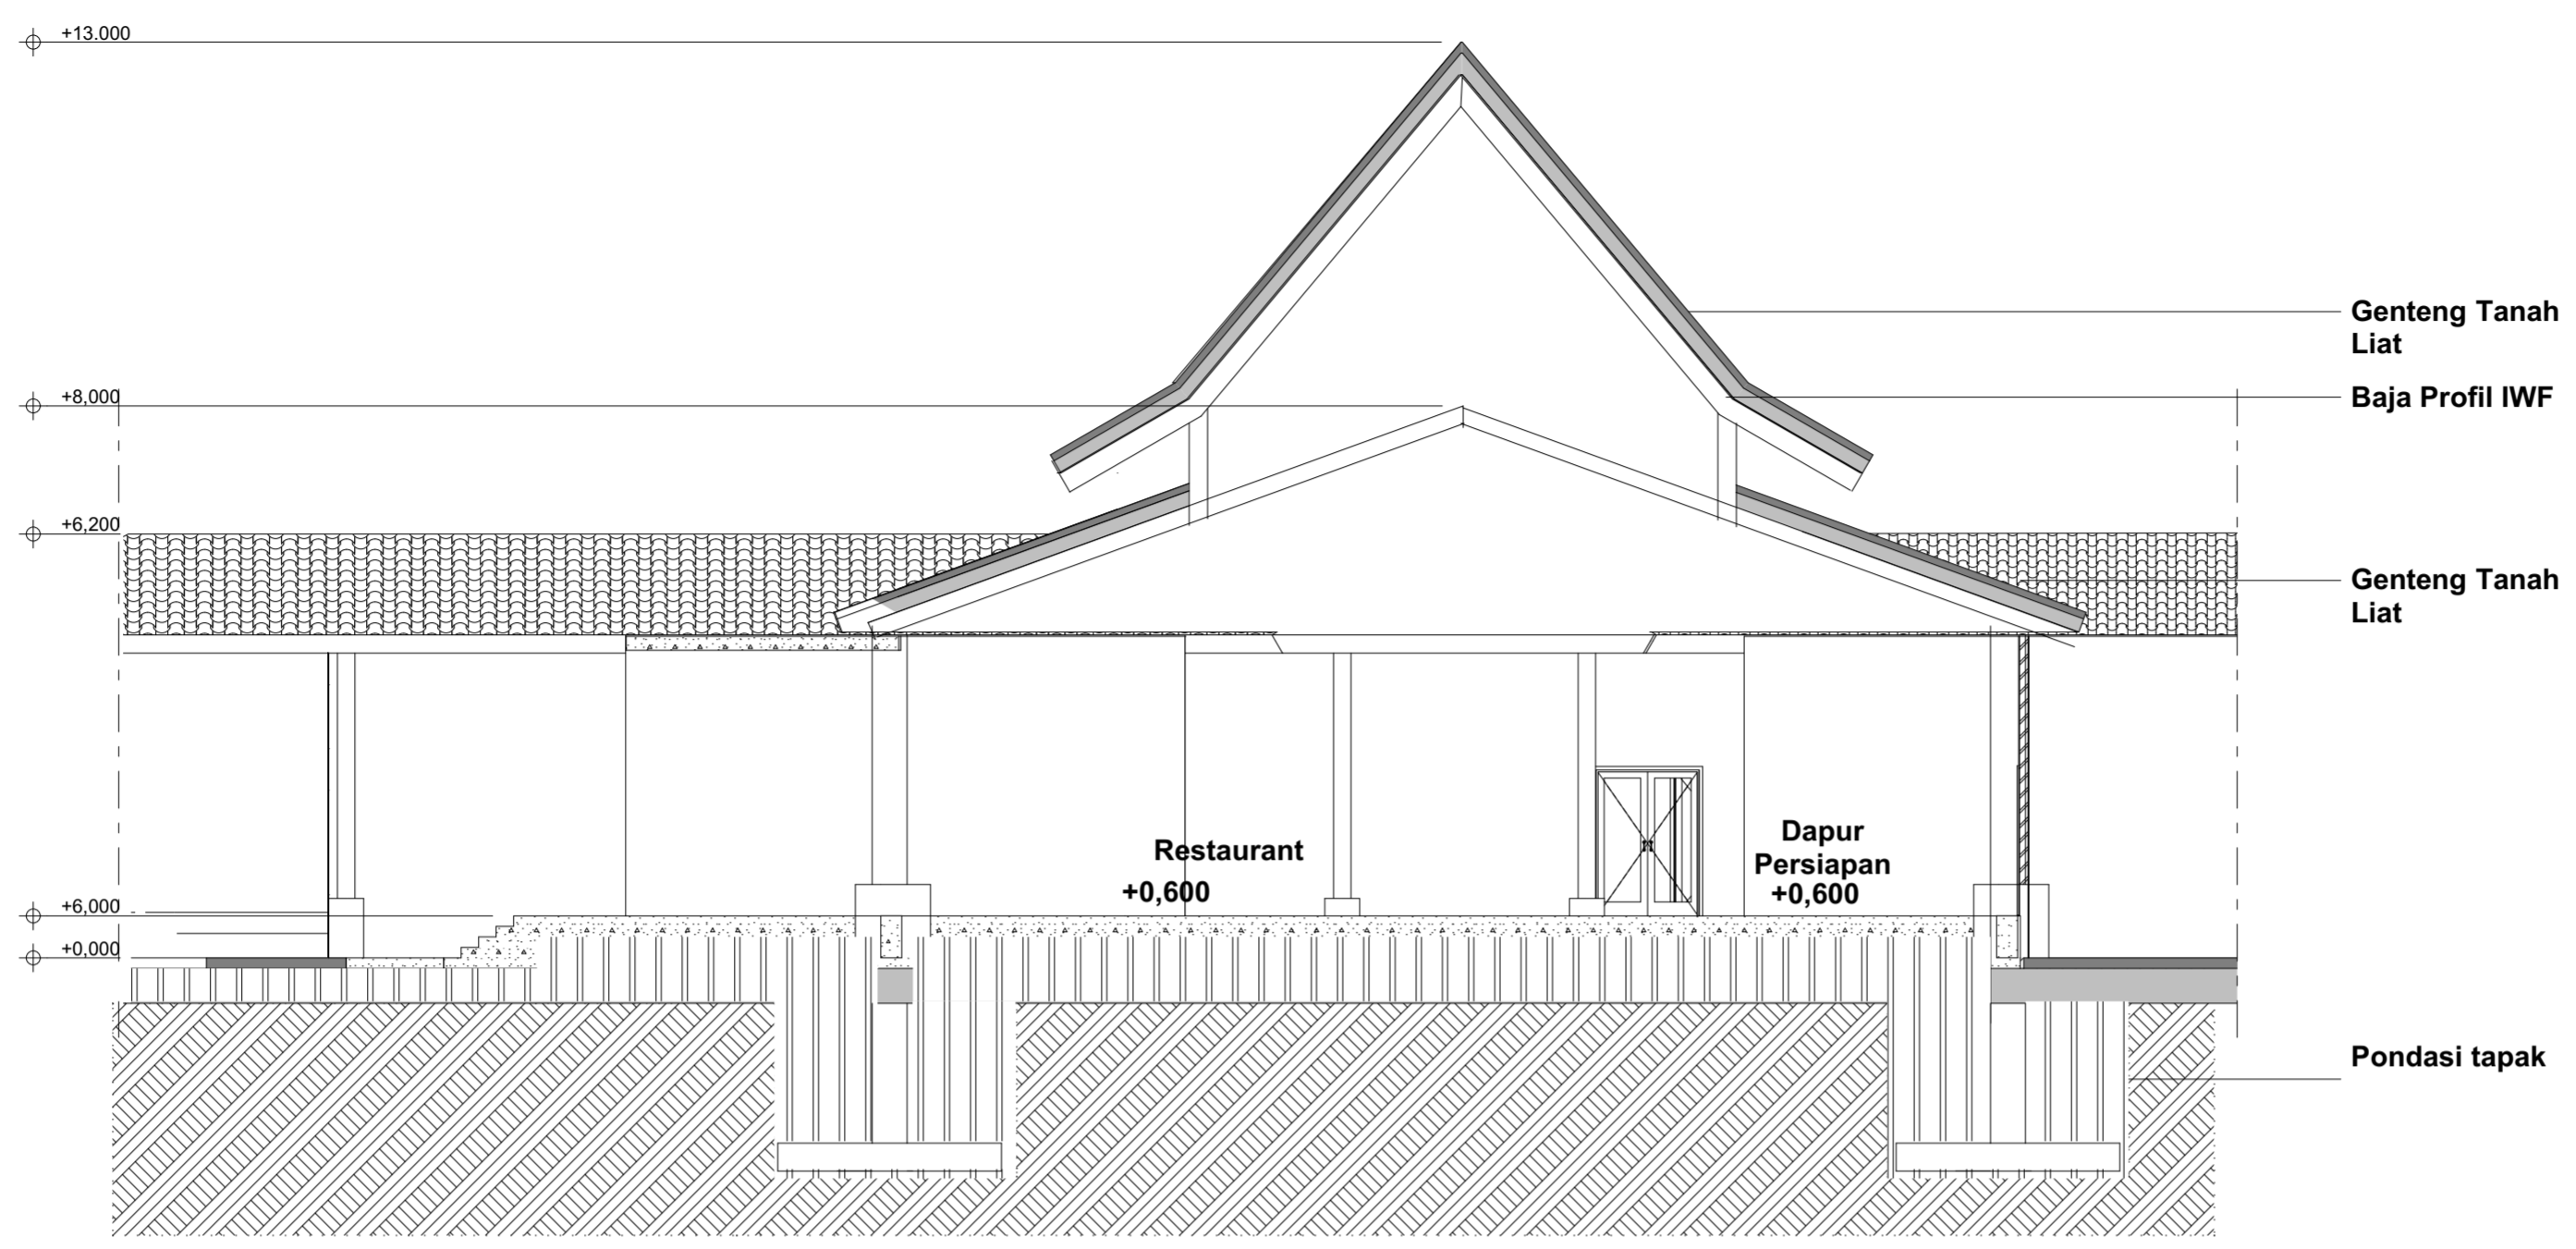 +13.000
Genteng Tanah
Liat
+8,000
Baja Profil IWF
+6,200
Genteng Tanah
Liat
Restaurant
+0,600
Dapur
Persiapan
+0,600
+6,000
+0,000
Pondasi tapak